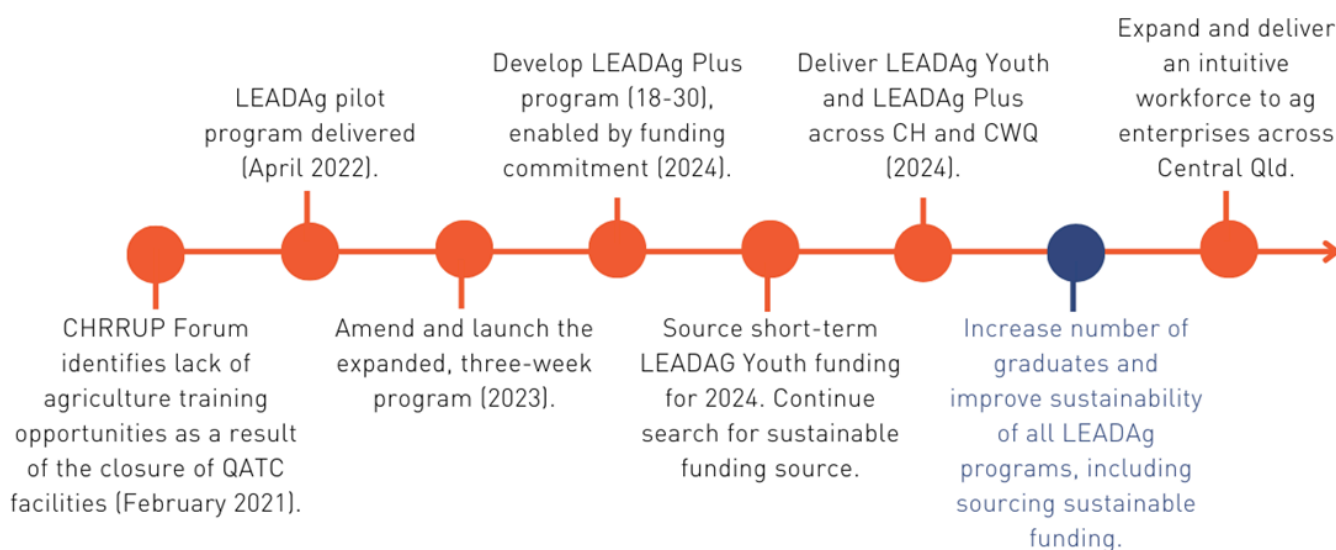 CHRRUP Forum
identifies lack of
agriculture training
opportunities as a result
of the closure of QATC
facilities (February 2021).
LEADAg pilot
program delivered
(April 2022).
Amend and launch the
expanded, three-week
program (2023).
Develop LEADAg Plus
program (18-30),
enabled by funding
commitment (2024).
Source short-term
LEADAG Youth funding
for 2024. Continue
search for sustainable
funding source.
Deliver LEADAg Youth
and LEADAg Plus
across CH and CWQ
(2024).
Increase number of
graduates and
improve sustainability
of all LEADAg
programs, including
sourcing sustainable
funding.
Expand and deliver
an intuitive
workforce to ag
enterprises across
Central Qld.